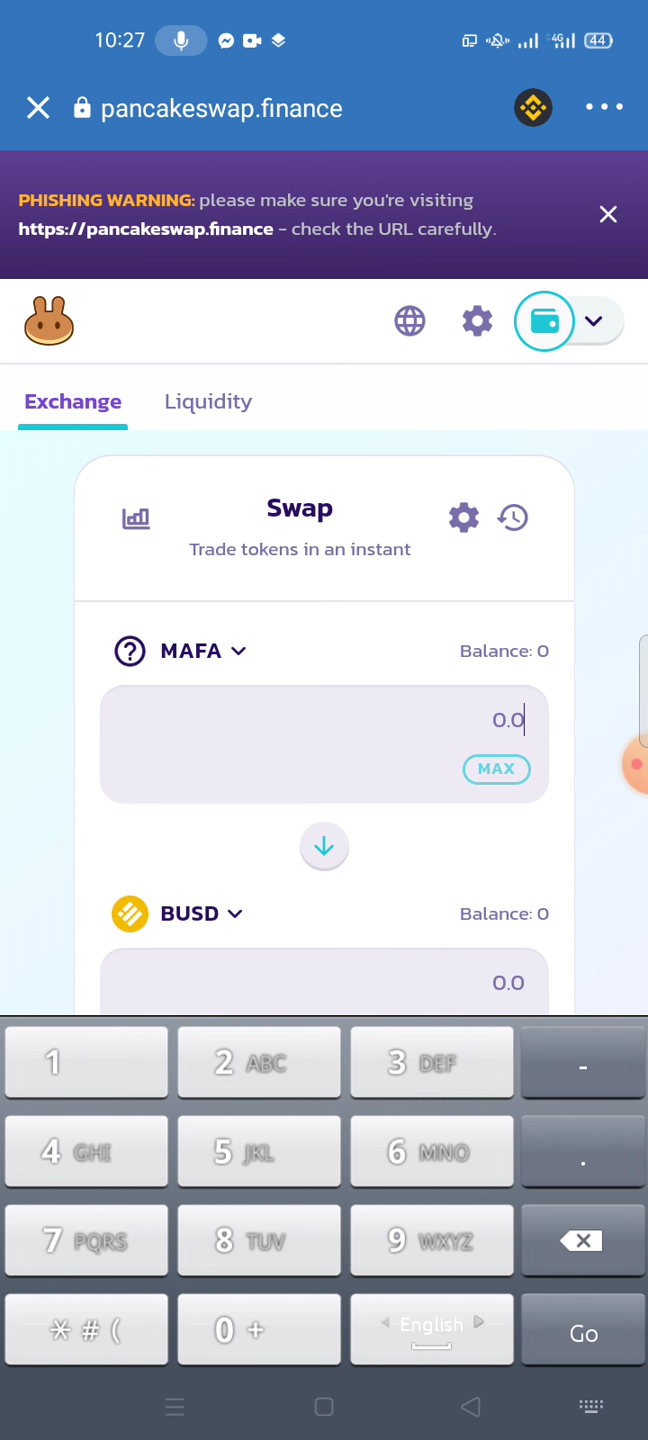 10:27
4G
44
pancakeswap.finance
PHISHING WARNING: please make sure you're visiting
https://pancakeswap.finance - check the URL carefully.
Exchange
Liquidity
Swap
Trade tokens in an instant
MAFA
Balance: 0
0.0
MAX
BUSD
Balance: 0
0.0
1
2 ABC
3 DEF
-
4 GHI
5 JKL
6 MNO
.
7 PQRS
8 TUV
9 WXYZ
* # (
0 +
English
Go